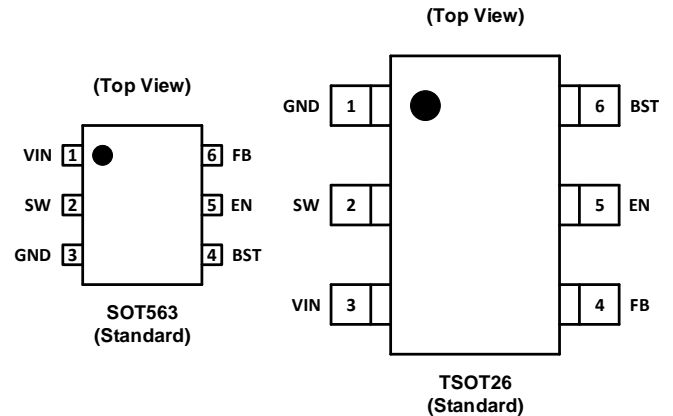 (Top View)
VIN 1 6 FB
SW 2 5 EN
GND 3 4 BST
SOT563
(Standard)
(Top View)
GND 1 6 BST
SW 2 5 EN
VIN 3 4 FB
TSOT26
(Standard)